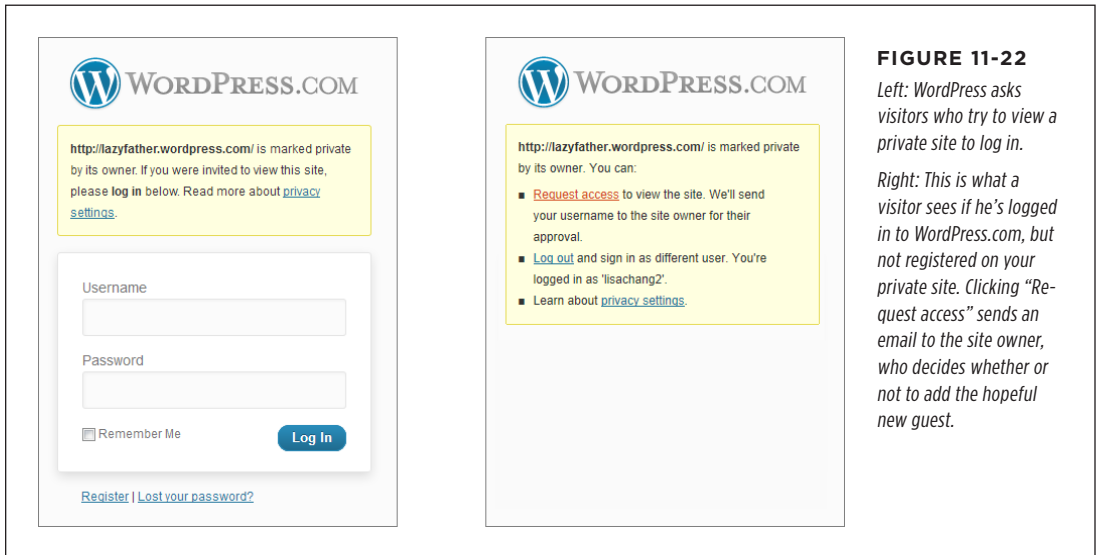 WORDPRESS.COM
http://lazyfather.wordpress.com/ is marked private
by its owner. If you were invited to view this site,
please log in below. Read more about privacy
settings.
Username
Password
Remember Me
Log In
Register | Lost your password?
WORDPRESS.COM
http://lazyfather.wordpress.com/ is marked private
by its owner. You can:
■ Request access to view the site. We'll send
your username to the site owner for their
approval.
■ Log out and sign in as different user. You're
logged in as 'lisachang2'.
■ Learn about privacy settings.
FIGURE 11-22
Left: WordPress asks
visitors who try to view a
private site to log in.
Right: This is what a
visitor sees if he's logged
in to WordPress.com, but
not registered on your
private site. Clicking “Re-
quest access” sends an
email to the site owner,
who decides whether or
not to add the hopeful
new guest.